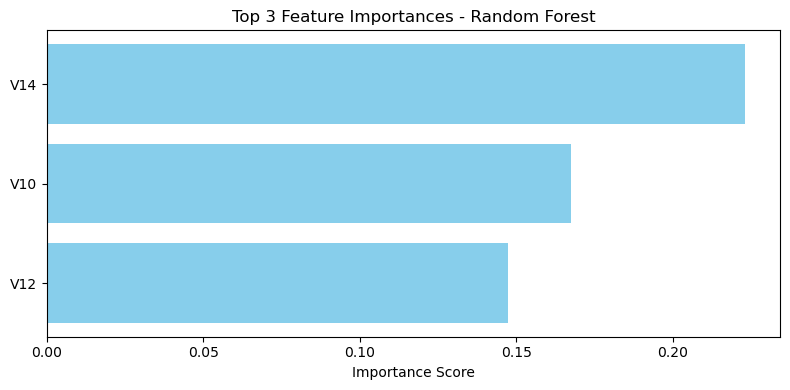 Top 3 Feature Importances - Random Forest
V14
V10
V12
0.00 0.05 0.10 0.15 0.20
Importance Score